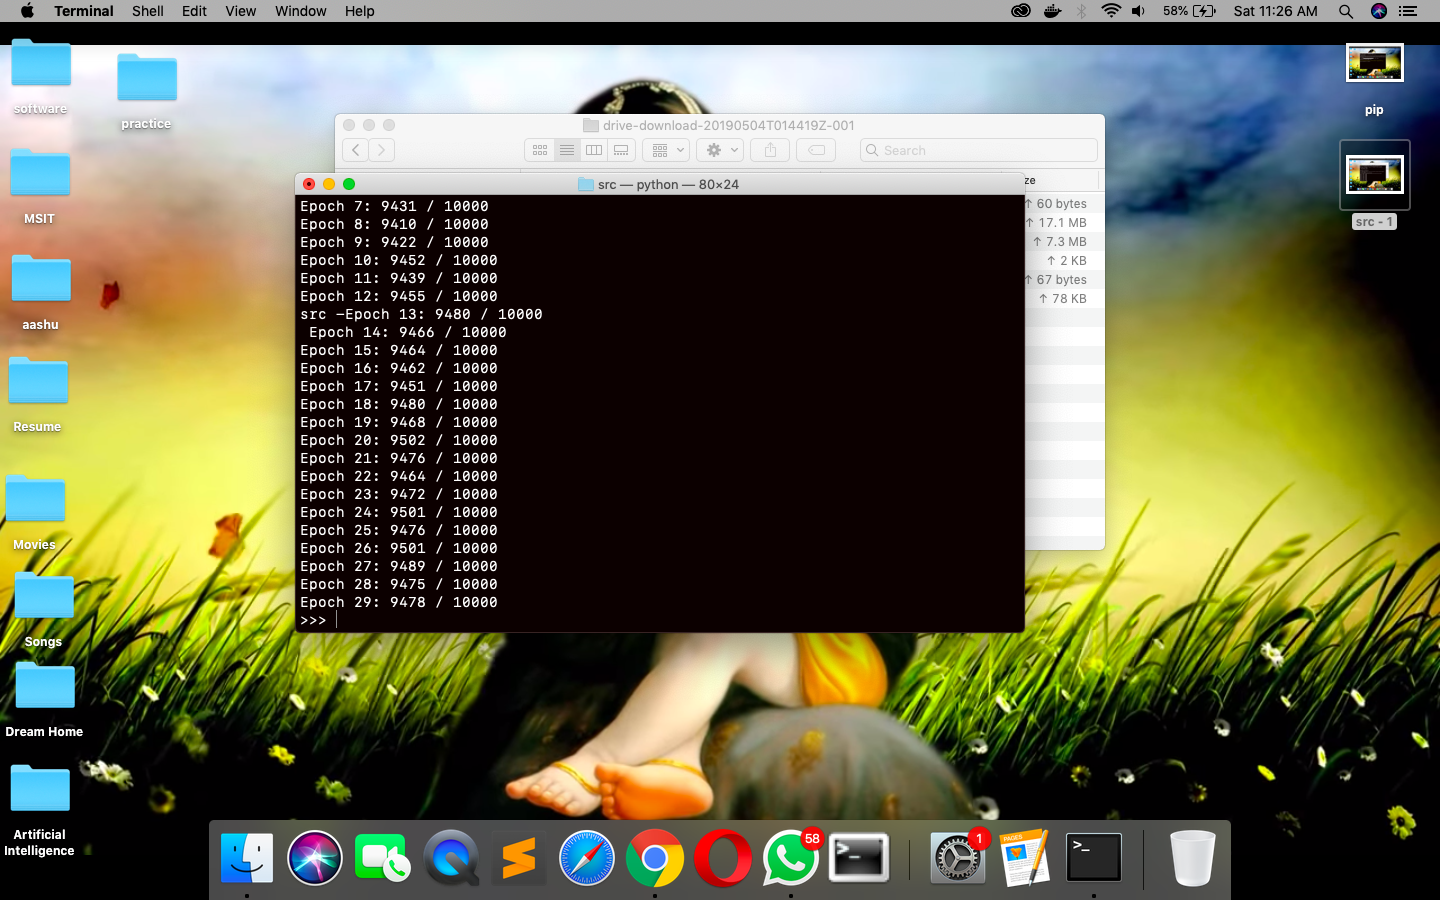 Terminal Shell Edit View Window Help 58% Sat 11:26 AM
software
practice
MSIT
aashu
Resume
Movies
Songs
Dream Home
Artificial
Intelligence
pip
src - 1
drive-download-20190504T014419Z-001
Search
ze
60 bytes
17.1 MB
7.3 MB
2 KB
67 bytes
78 KB
src — python — 80×24
Epoch 7: 9431 / 10000
Epoch 8: 9410 / 10000
Epoch 9: 9422 / 10000
Epoch 10: 9452 / 10000
Epoch 11: 9439 / 10000
Epoch 12: 9455 / 10000
src -Epoch 13: 9480 / 10000
Epoch 14: 9466 / 10000
Epoch 15: 9464 / 10000
Epoch 16: 9462 / 10000
Epoch 17: 9451 / 10000
Epoch 18: 9480 / 10000
Epoch 19: 9468 / 10000
Epoch 20: 9502 / 10000
Epoch 21: 9476 / 10000
Epoch 22: 9464 / 10000
Epoch 23: 9472 / 10000
Epoch 24: 9501 / 10000
Epoch 25: 9476 / 10000
Epoch 26: 9501 / 10000
Epoch 27: 9489 / 10000
Epoch 28: 9475 / 10000
Epoch 29: 9478 / 10000
>>>
58
>_
1
PAGES
>_